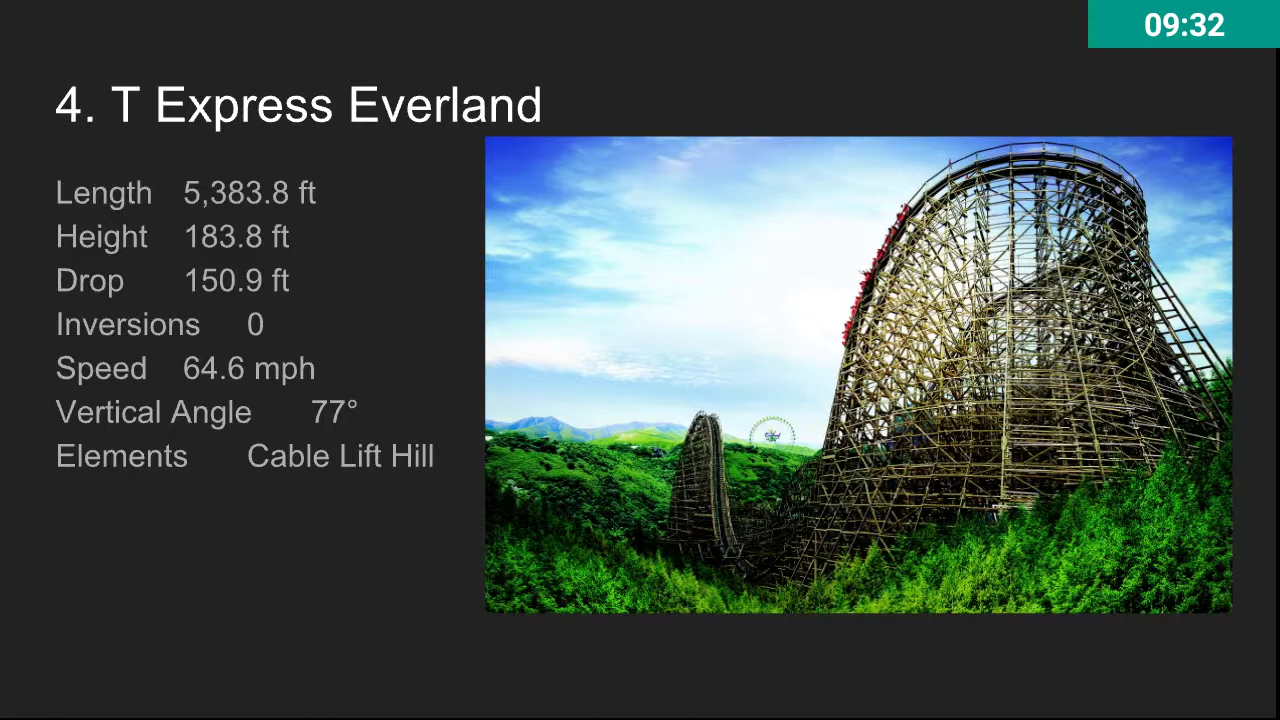 09:32
4. T Express Everland
Length 5,383.8 ft
Height 183.8 ft
Drop 150.9 ft
Inversions 0
Speed 64.6 mph
Vertical Angle 77°
Elements Cable Lift Hill